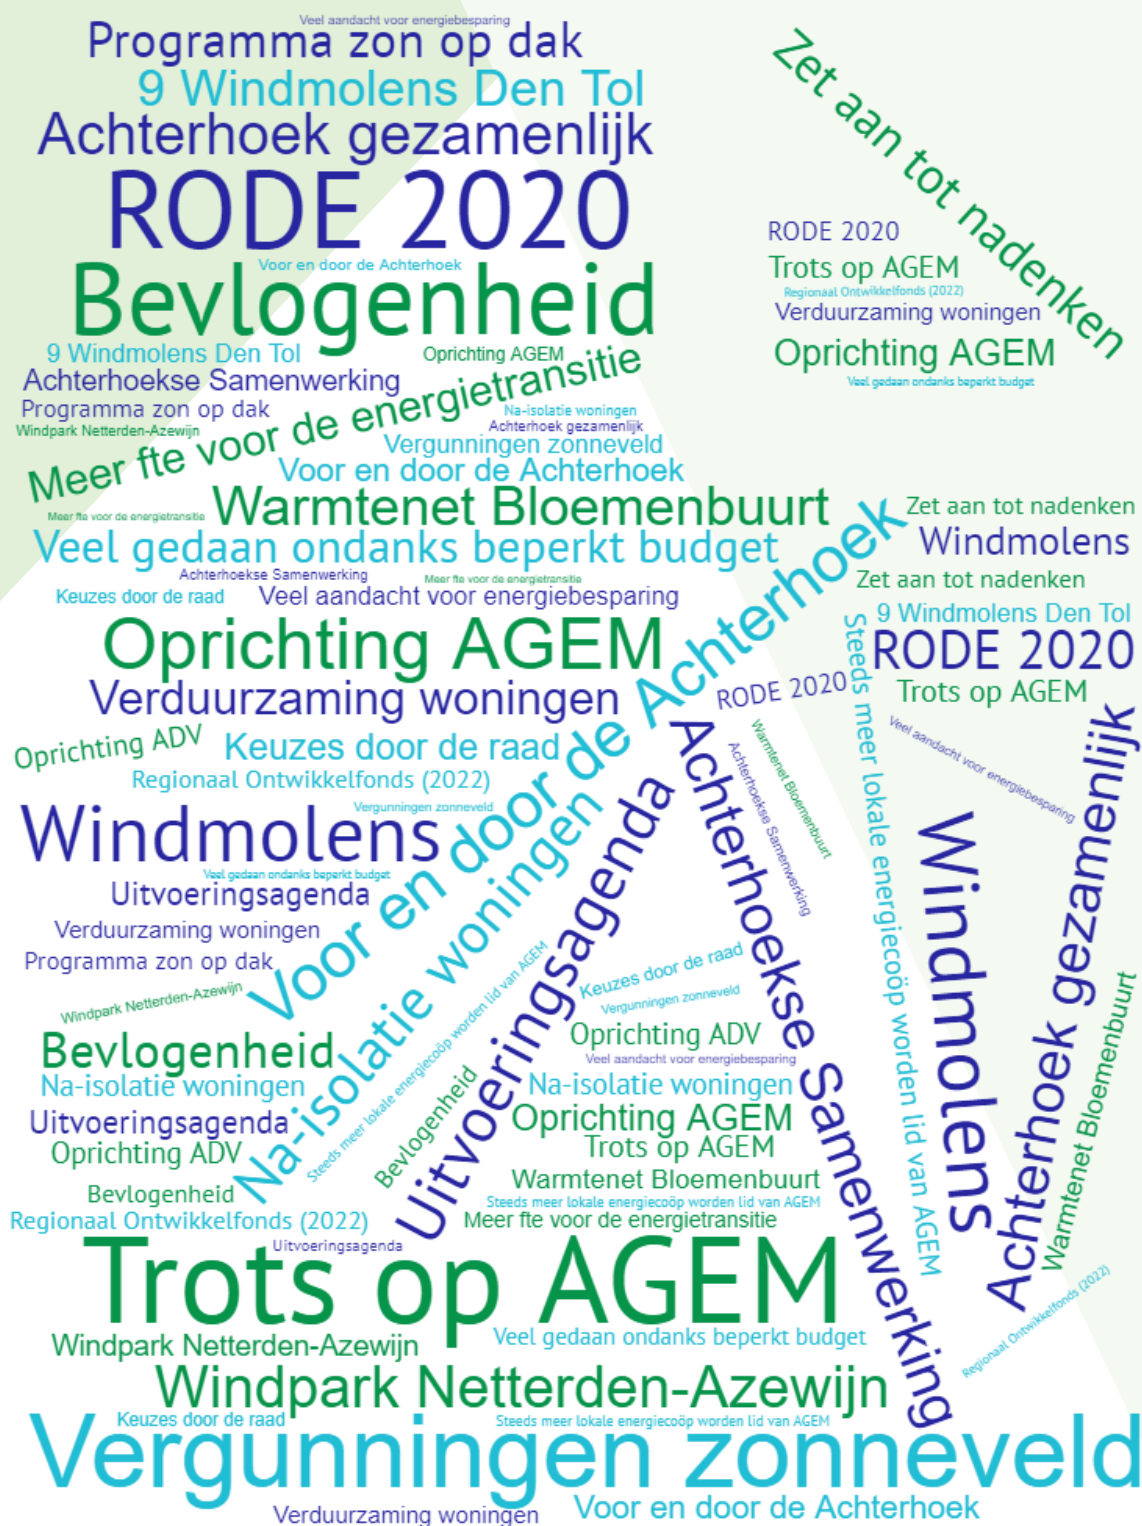 Veel aandacht voor energiebesparing
Programma zon op dak
9 Windmolens Den Tol
Achterhoek gezamenlijk
RODE 2020
Voor en door de Achterhoek
Bevlogenheid
Zet aan tot nadenken
RODE 2020
Trots op AGEM
Regionaal Ontwikkelfonds (2022)
Verduurzaming woningen
Oprichting AGEM
Veel gedaan ondanks beperkt budget
9 Windmolens Den Tol
Oprichting AGEM
Achterhoekse Samenwerking
Programma zon op dak
Windpark Netterden-Azewijn
Meer fte voor de energietransitie
Na-isolatie woningen
Achterhoek gezamenlijk
Vergunningen zonneveld
Voor en door de Achterhoek
Warmtenet Bloemenbuurt
Meer fte voor de energietransitie
Veel gedaan ondanks beperkt budget
Achterhoekse Samenwerking
Meer fte voor de energietransitie
Keuzes door de raad
Veel aandacht voor energiebesparing
Zet aan tot nadenken
Windmolens
Zet aan tot nadenken
9 Windmolens Den Tol
RODE 2020
Trots op AGEM
Oprichting AGEM
Verduurzaming woningen
RODE 2020
Oprichting ADV
Keuzes door de raad
Regionaal Ontwikkelfonds (2022)
Voor en door de Achterhoek
Windmolens
Vergunningen zonneveld
Veel gedaan ondanks beperkt budget
Uitvoeringsagenda
Verduurzaming woningen
Programma zon op dak
Windpark Netterden-Azewijn
Na-isolatie woningen
Steeds meer lokale energiecoöp worden lid van AGEM
Uitvoeringsagenda
Achterhoekse Samenwerking
Achterhoekse Samenwerking
Warmtenet Bloemenbuurt
Steeds meer lokale energiecoöp worden lid van AGEM
Veel aandacht voor energiebesparing
Windmolens
Achterhoek gezamenlijk
Warmtenet Bloemenbuurt
Regionaal Ontwikkelfonds (2022)
Keuzes door de raad
Vergunningen zonneveld
Oprichting ADV
Veel aandacht voor energiebesparing
Na-isolatie woningen
Oprichting AGEM
Trots op AGEM
Warmtenet Bloemenbuurt
Steeds meer lokale energiecoöp worden lid van AGEM
Meer fte voor de energietransitie
Bevlogenheid
Bevlogenheid
Na-isolatie woningen
Uitvoeringsagenda
Oprichting ADV
Bevlogenheid
Regionaal Ontwikkelfonds (2022)
Uitvoeringsagenda
Trots op AGEM
Windpark Netterden-Azewijn
Veel gedaan ondanks beperkt budget
Windpark Netterden-Azewijn
Keuzes door de raad
Steeds meer lokale energiecoöp worden lid van AGEM
Vergunningen zonneveld
Verduurzaming woningen
Voor en door de Achterhoek